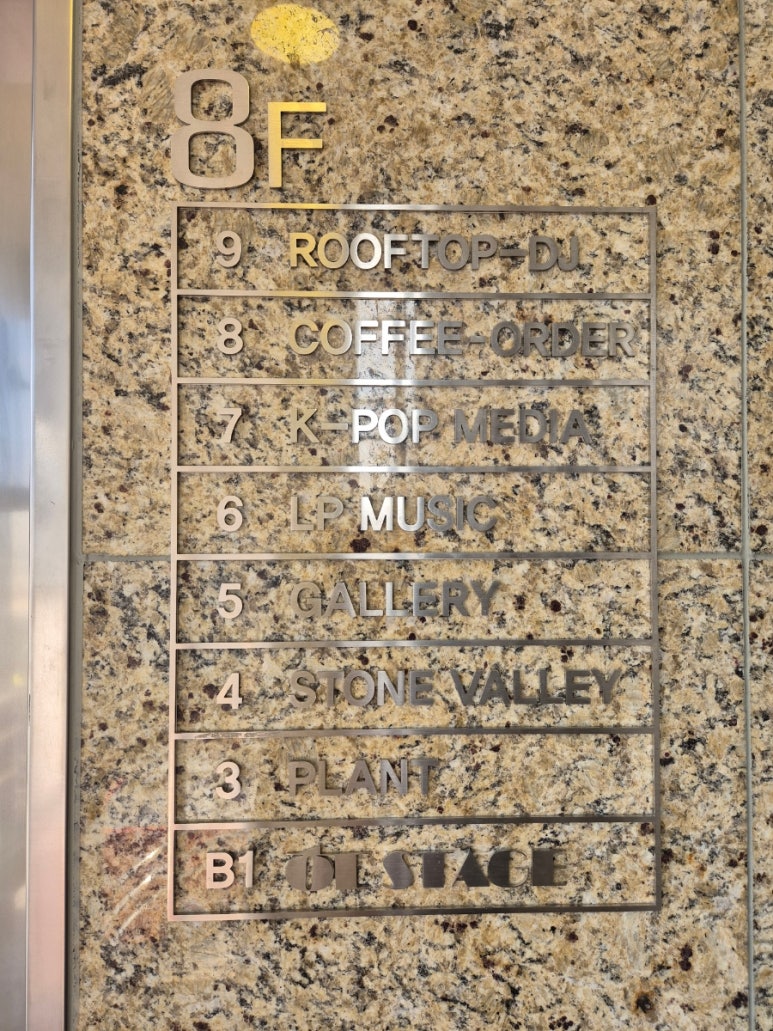 8F
9 ROOFTOP-DJ
8 COFFEE-ORDER
7 K-POP MEDIA
6 LP MUSIC
5 GALLERY
4 STONE VALLEY
3 PLANT
B1 STAGE